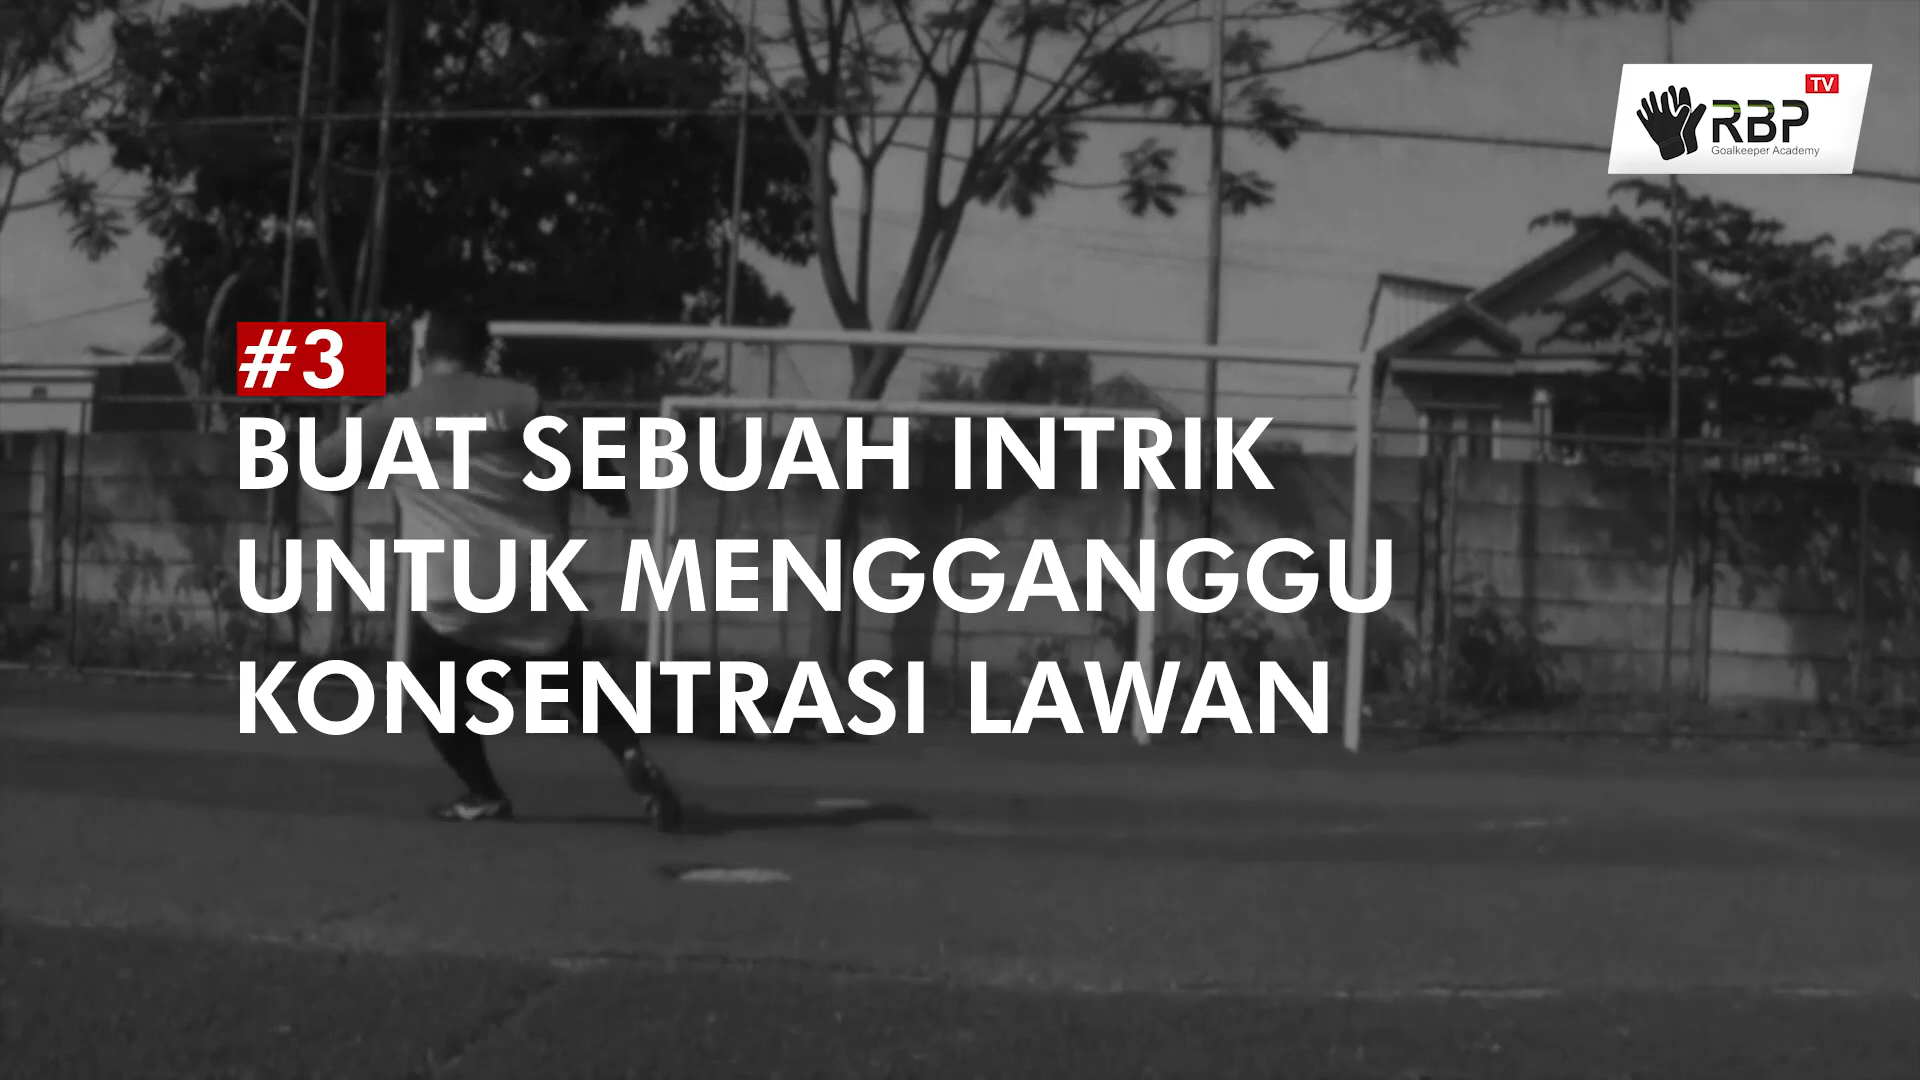 TV
RBP
Goalkeeper Academy
#3
BUAT SEBUAH INTRIK
UNTUK MENGGANGGU
KONSENTRASI LAWAN